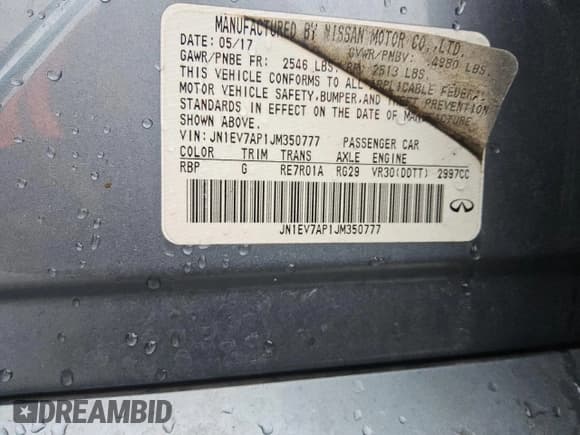 MANUFACTURED BY NISSAN MOTOR CO.,LTD.
DATE: 05/17 GVWR/PNBV: 4980 LBS.
GAWR/PNBE FR: 2546 LBS. RR: 2513 LBS.
THIS VEHICLE CONFORMS TO ALL APPLICABLE FEDERAL
MOTOR VEHICLE SAFETY,BUMPER,AND THEFT PREVENTION
STANDARDS IN EFFECT ON THE DATE OF MANUFACTURE
SHOWN ABOVE.
VIN: JN1EV7AP1JM350777 PASSENGER CAR
COLOR TRIM TRANS AXLE ENGINE
RBP G RE7R01A RG29 VR30(DDTT) 2997CC
JN1EV7AP1JM350777
DREAMBID